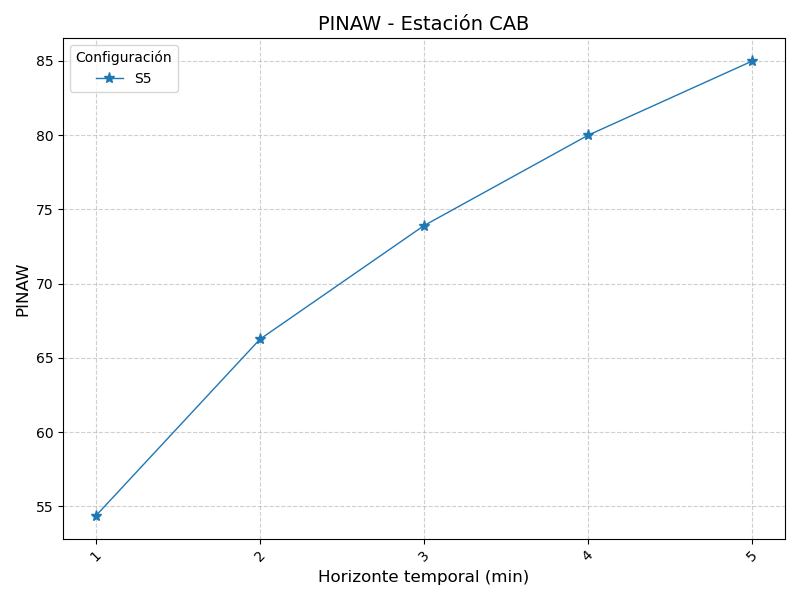 PINAW - Estación CAB
Configuración
S5
PINAW
85
80
75
70
65
60
55
1
2
3
4
5
Horizonte temporal (min)